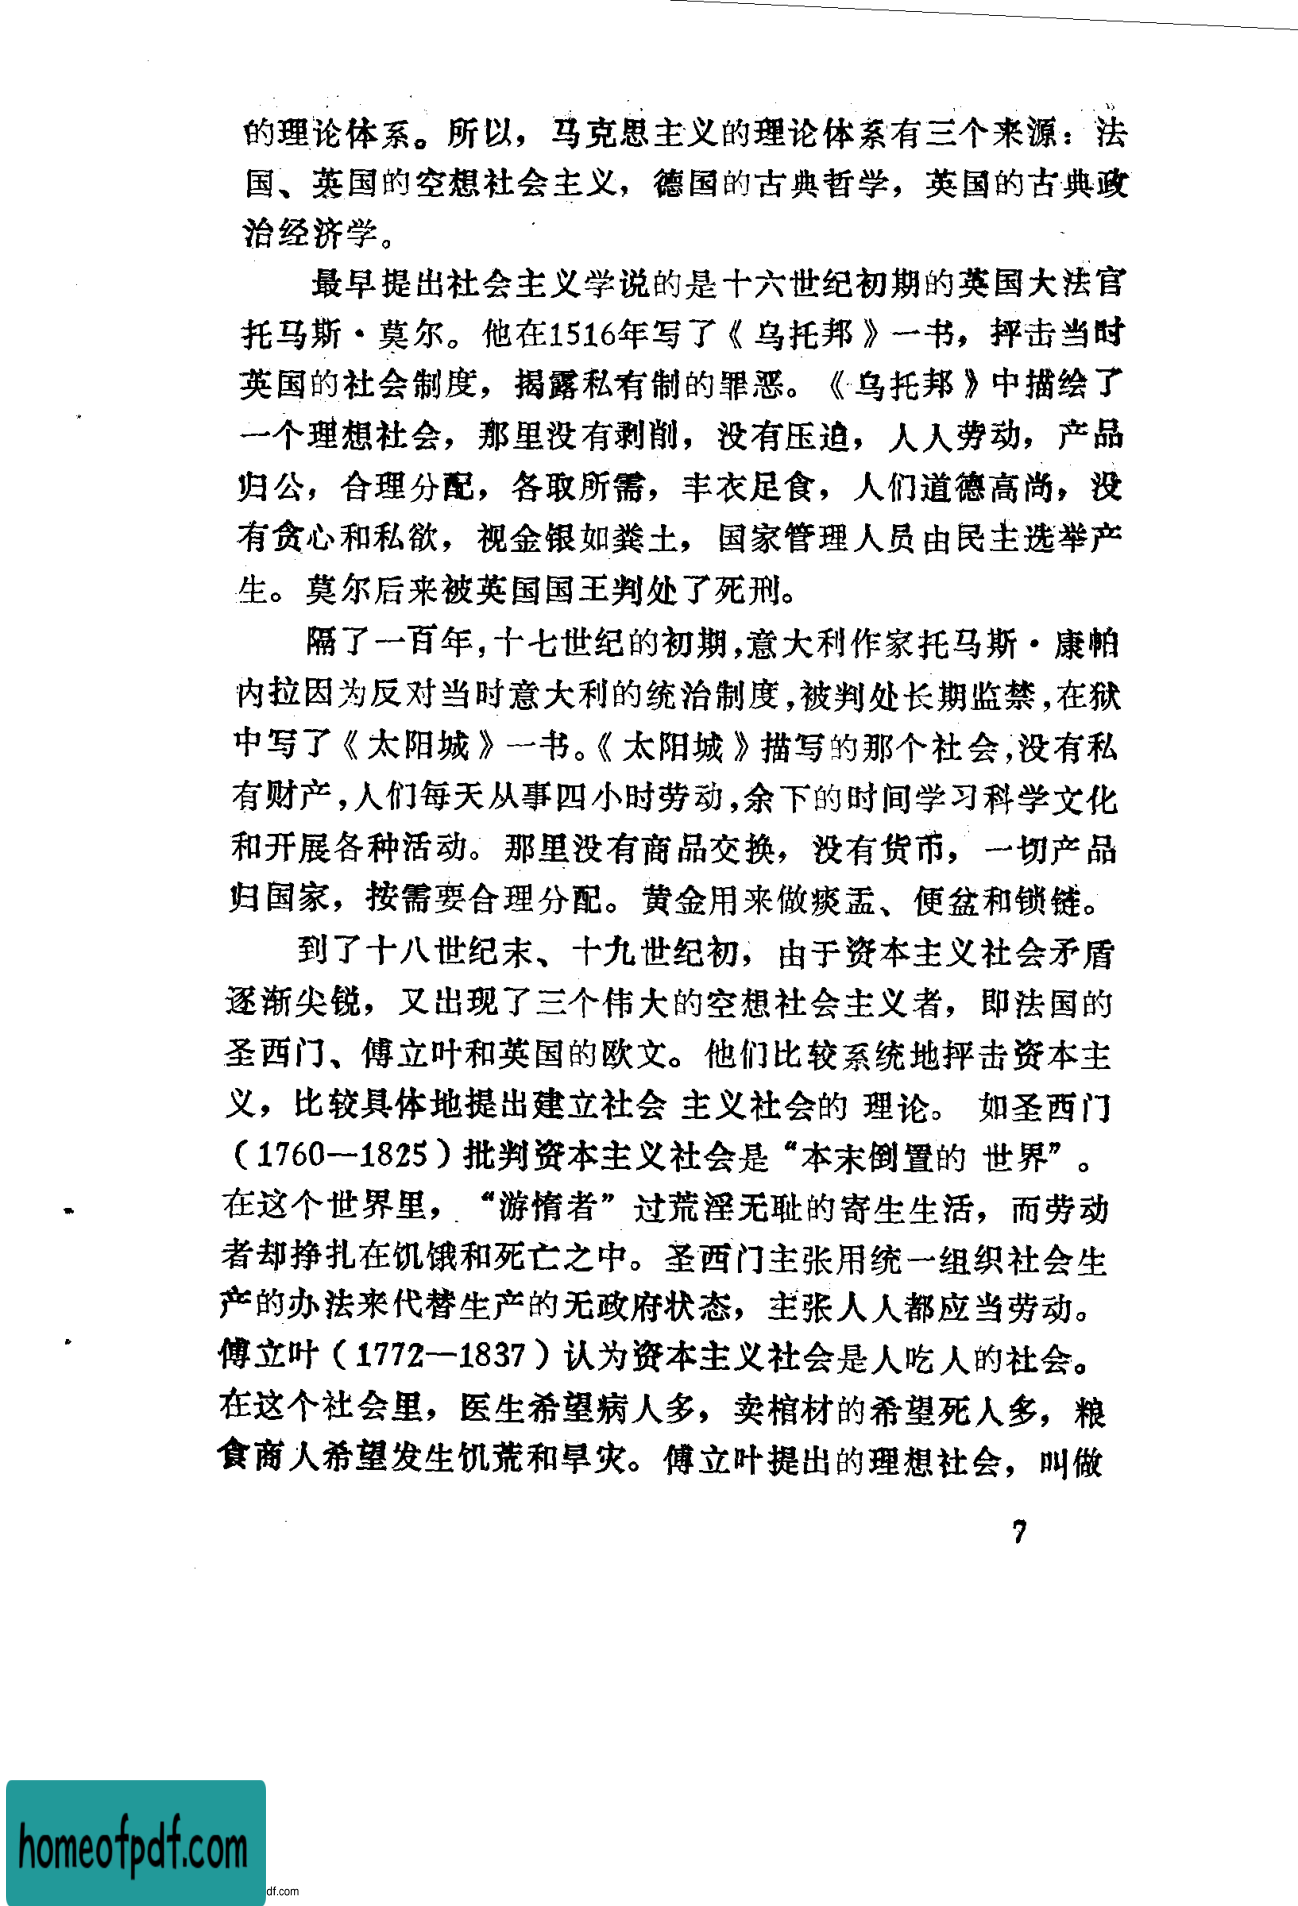 的理论体系。所以，马克思主义的理论体系有三个来源：法
国、英国的空想社会主义，德国的古典哲学，英国的古典政
治经济学。
最早提出社会主义学说的是十六世纪初期的英国大法官
托马斯·莫尔。他在1516年写了《乌托邦》一书，抨击当时
英国的社会制度，揭露私有制的罪恶。《乌托邦》中描绘了
一个理想社会，那里没有剥削，没有压迫，人人劳动，产品
归公，合理分配，各取所需，丰衣足食，人们道德高尚，没
有贪心和私欲，视金银如粪土，国家管理人员由民主选举产
生。莫尔后来被英国国王判处了死刑。
隔了一百年，十七世纪的初期，意大利作家托马斯·康帕
内拉因为反对当时意大利的统治制度，被判处长期监禁，在狱
中写了《太阳城》一书。《太阳城》描写的那个社会，没有私
有财产，人们每天从事四小时劳动，余下的时间学习科学文化
和开展各种活动。那里没有商品交换，没有货币，一切产品
归国家，按需要合理分配。黄金用来做痰盂、便盆和锁链。
到了十八世纪末、十九世纪初，由于资本主义社会矛盾
逐渐尖锐，又出现了三个伟大的空想社会主义者，即法国的
圣西门、傅立叶和英国的欧文。他们比较系统地抨击资本主
义，比较具体地提出建立社会 主义社会的 理论。 如圣西门
（1760—1825）批判资本主义社会是“本末倒置的 世界”。
在这个世界里，“游惰者”过荒淫无耻的寄生生活，而劳动
者却挣扎在饥饿和死亡之中。圣西门主张用统一组织社会生
产的办法来代替生产的无政府状态，主张人人都应当劳动。
傅立叶（1772—1837）认为资本主义社会是人吃人的社会。
在这个社会里，医生希望病人多，卖棺材的希望死人多，粮
食商人希望发生饥荒和旱灾。傅立叶提出的理想社会，叫做
7
homeofpdf.com
df.com